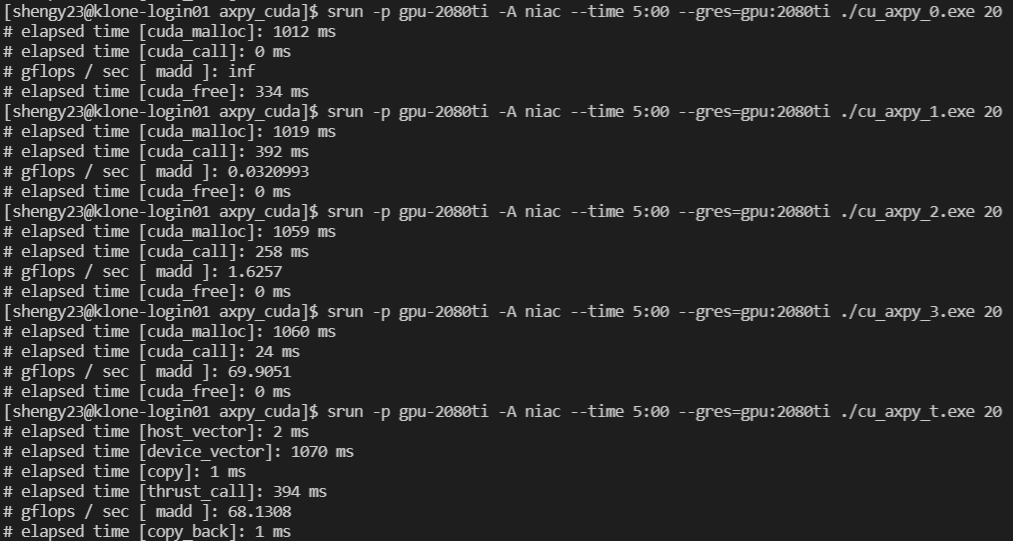 [shengy23@klone-login01 axpy_cuda]$ srun -p gpu-2080ti -A niac --time 5:00 --gres=gpu:2080ti ./cu_axpy_0.exe 20
# elapsed time [cuda_malloc]: 1012 ms
# elapsed time [cuda_call]: 0 ms
# gflops / sec [ madd ]: inf
# elapsed time [cuda_free]: 334 ms
[shengy23@klone-login01 axpy_cuda]$ srun -p gpu-2080ti -A niac --time 5:00 --gres=gpu:2080ti ./cu_axpy_1.exe 20
# elapsed time [cuda_malloc]: 1019 ms
# elapsed time [cuda_call]: 392 ms
# gflops / sec [ madd ]: 0.0320993
# elapsed time [cuda_free]: 0 ms
[shengy23@klone-login01 axpy_cuda]$ srun -p gpu-2080ti -A niac --time 5:00 --gres=gpu:2080ti ./cu_axpy_2.exe 20
# elapsed time [cuda_malloc]: 1059 ms
# elapsed time [cuda_call]: 258 ms
# gflops / sec [ madd ]: 1.6257
# elapsed time [cuda_free]: 0 ms
[shengy23@klone-login01 axpy_cuda]$ srun -p gpu-2080ti -A niac --time 5:00 --gres=gpu:2080ti ./cu_axpy_3.exe 20
# elapsed time [cuda_malloc]: 1060 ms
# elapsed time [cuda_call]: 24 ms
# gflops / sec [ madd ]: 69.9051
# elapsed time [cuda_free]: 0 ms
[shengy23@klone-login01 axpy_cuda]$ srun -p gpu-2080ti -A niac --time 5:00 --gres=gpu:2080ti ./cu_axpy_t.exe 20
# elapsed time [host_vector]: 2 ms
# elapsed time [device_vector]: 1070 ms
# elapsed time [copy]: 1 ms
# elapsed time [thrust_call]: 394 ms
# gflops / sec [ madd ]: 68.1308
# elapsed time [copy_back]: 1 ms